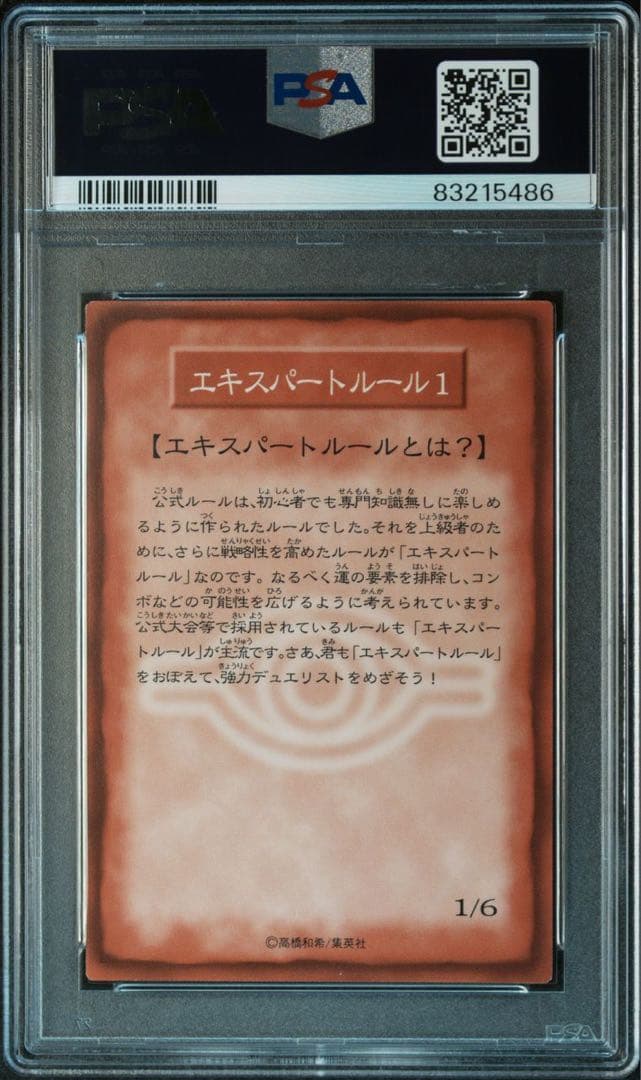 PSA
PSA
83215486
エキスパートルール1
【エキスパートルールとは？】
公式ルールは、初心者でも専門知識無しに楽しめ
るように作られたルールでした。それを上級者のた
めに、さらに戦略性を高めたルールが「エキスパート
ルール」なのです。なるべく運の要素を排除し、コン
ボなどの可能性を広げるように考えられています。
公式大会等で採用されているルールも「エキスパー
トルール」が主流です。さあ、君も「エキスパートルール」
をおぼえて、強力デュエリストをめざそう！
1/6
©高橋和希/集英社
PSA